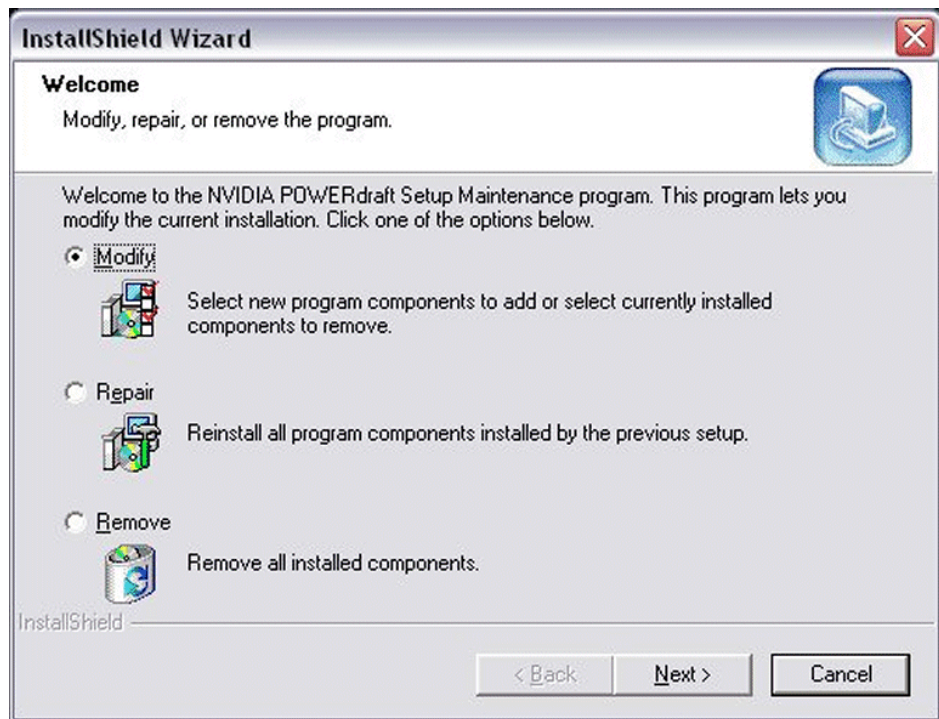 InstallShield Wizard
Welcome
Modify, repair, or remove the program.
Welcome to the NVIDIA POWERdraft Setup Maintenance program. This program lets you
modify the current installation. Click one of the options below.
Modify
Select new program components to add or select currently installed
components to remove.
Repair
Reinstall all program components installed by the previous setup.
Remove
Remove all installed components.
InstallShield
< Back Next > Cancel